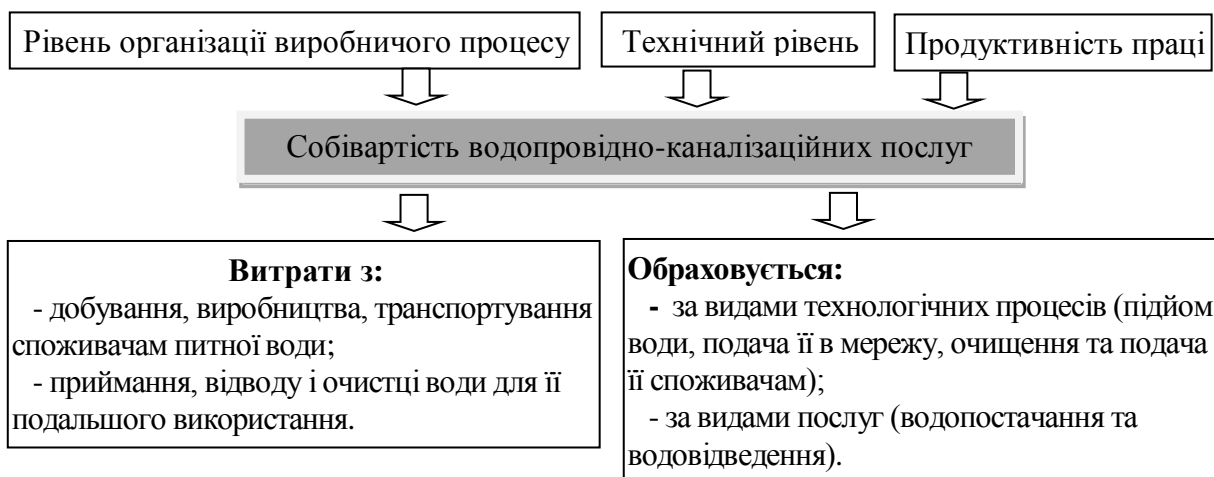 Рівень організації виробничого процесу
Технічний рівень
Продуктивність праці
Собівартість водопровідно-каналізаційних послуг
Витрати з:
- добування, виробництва, транспортування
споживачам питної води;
- приймання, відводу і очистці води для її
подальшого використання.
Обраховується:
- за видами технологічних процесів (підйом
води, подача її в мережу, очищення та подача
її споживачам);
- за видами послуг (водопостачання та
водовідведення).